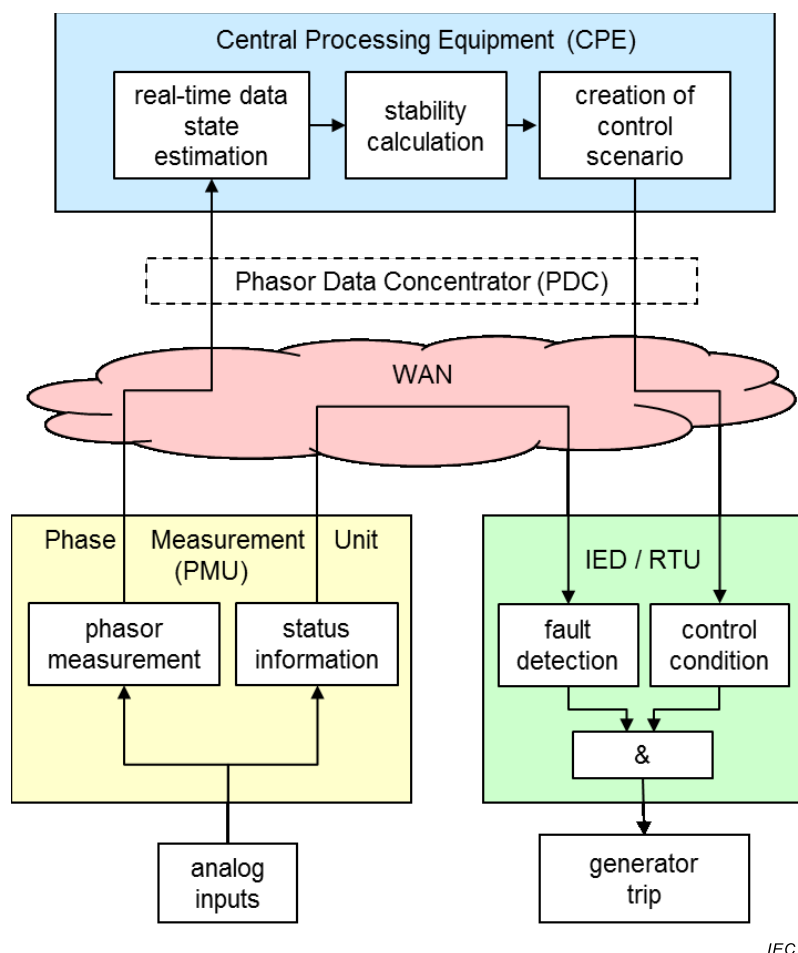 Central Processing Equipment (CPE)
real-time data
state
estimation
stability
calculation
creation of
control
scenario
Phasor Data Concentrator (PDC)
WAN
Phase Measurement Unit
(PMU)
phasor
measurement
status
information
IED / RTU
fault
detection
control
condition
&
analog
inputs
generator
trip
IEC